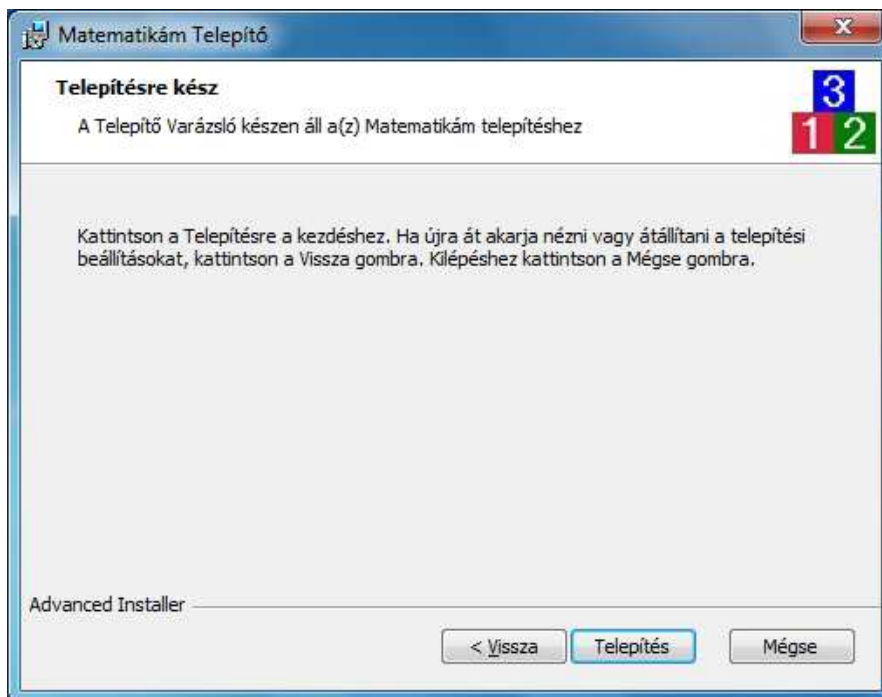 Matematikám Telepítő
Telepítésre kész
A Telepítő Varázsló készen áll a(z) Matematikám telepítéshez
3
1 2
Kattintson a Telepítésre a kezdéshez. Ha újra át akarja nézni vagy átállítani a telepítési
beállításokat, kattintson a Vissza gombra. Kilépéshez kattintson a Mégse gombra.
Advanced Installer
< Vissza Telepítés Mégse